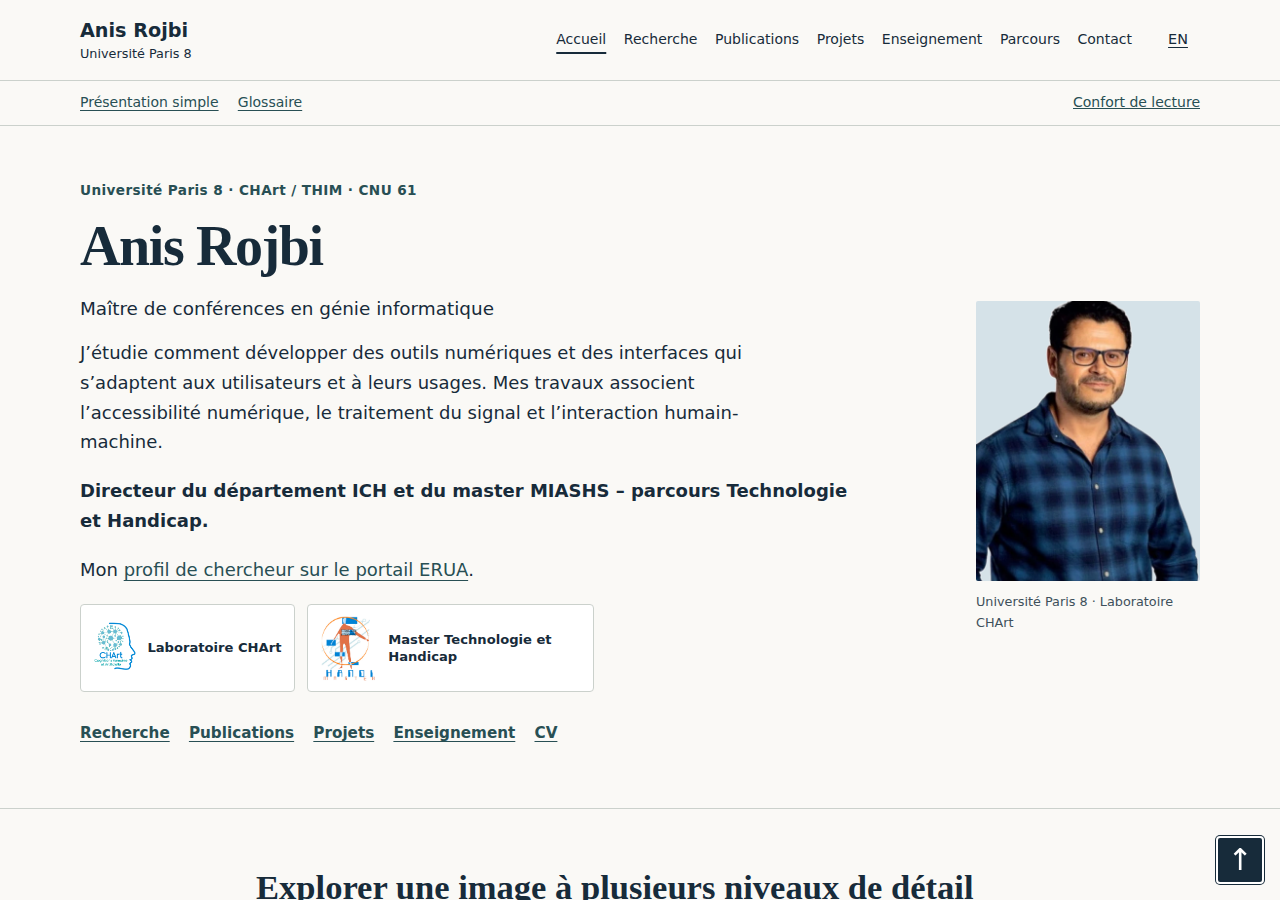 Anis Rojbi
Université Paris 8
Accueil Recherche Publications Projets Enseignement Parcours Contact EN
Présentation simple Glossaire Confort de lecture
Université Paris 8 · CHArt / THIM · CNU 61
Anis Rojbi
Maître de conférences en génie informatique
J’étudie comment développer des outils numériques et des interfaces qui
s’adaptent aux utilisateurs et à leurs usages. Mes travaux associent
l’accessibilité numérique, le traitement du signal et l’interaction humain-
machine.
Directeur du département ICH et du master MIASHS – parcours Technologie
et Handicap.
Mon profil de chercheur sur le portail ERUA.
Université Paris 8 · Laboratoire
CHArt
CHArt
Laboratoire CHArt
Master Technologie et
Handicap
Recherche Publications Projets Enseignement CV
Explorer une image à plusieurs niveaux de détail
↑